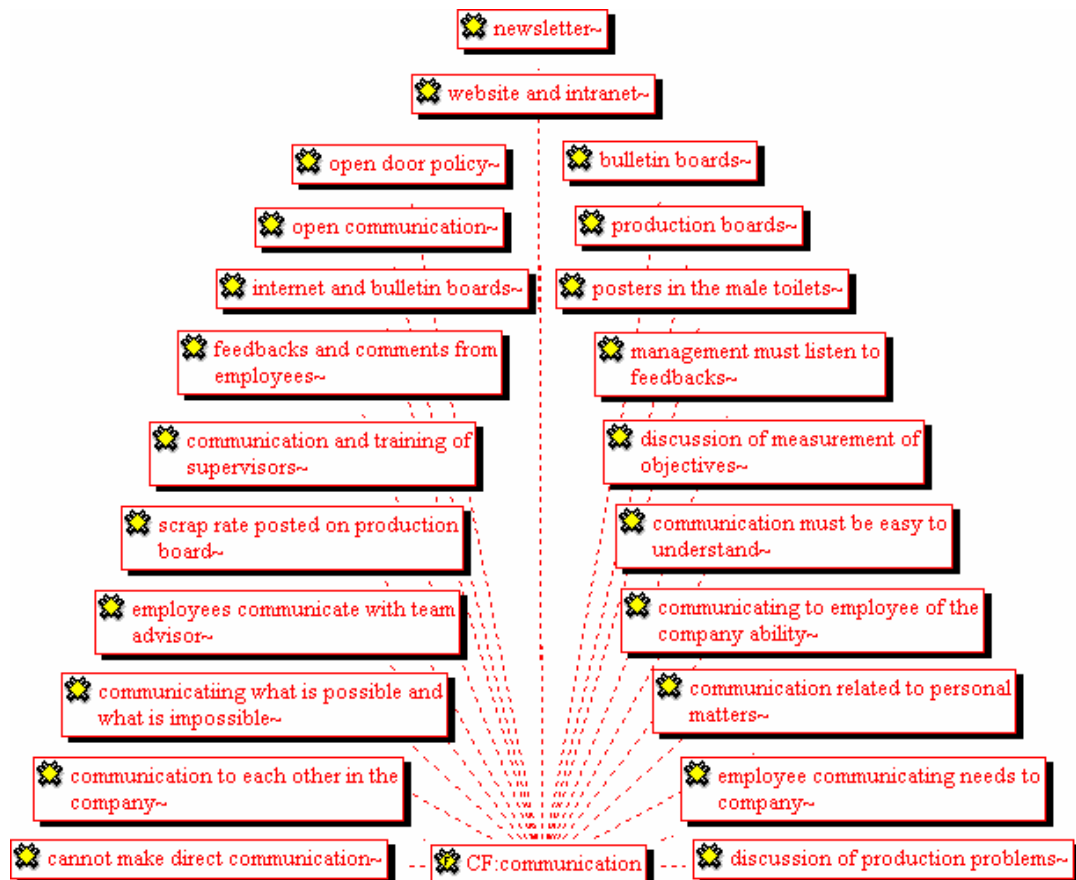 newsletter~
website and intranet~
open door policy~
bulletin boards~
open communication~
production boards~
internet and bulletin boards~
posters in the male toilets~
feedbacks and comments from
employees~
management must listen to
feedbacks~
communication and training of
supervisors~
discussion of measurement of
objectives~
scrap rate posted on production
board~
communication must be easy to
understand~
employees communicate with team
advisor~
communicating to employee of the
company ability~
communicatiing what is possible and
what is impossible~
communication related to personal
matters~
communication to each other in the
company~
employee communicating needs to
company~
cannot make direct communication~
F CF:communication
discussion of production problems~